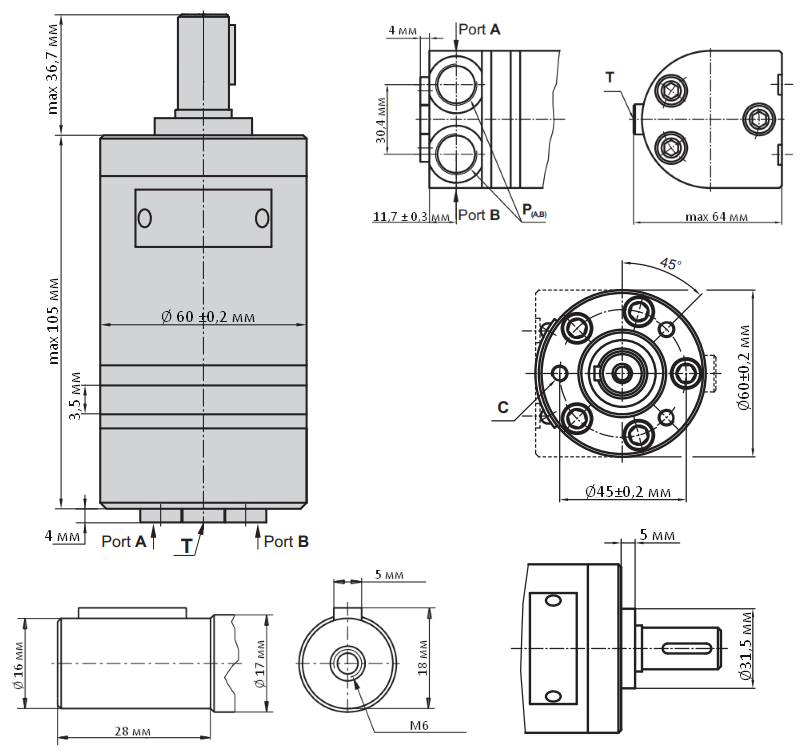 max 36,7 мм
max 105 мм
Ø 60 ±0,2 мм
3,5 мм
4 мм
Port A
T
Port B
4 мм
Port A
30,4 мм
11,7 ± 0,3 мм
Port B
P(A,B)
T
max 64 мм
45°
C
Ø60±0,2 мм
Ø45±0,2 мм
Ø 16 мм
Ø 17 мм
28 мм
5 мм
18 мм
M6
5 мм
Ø31,5 мм